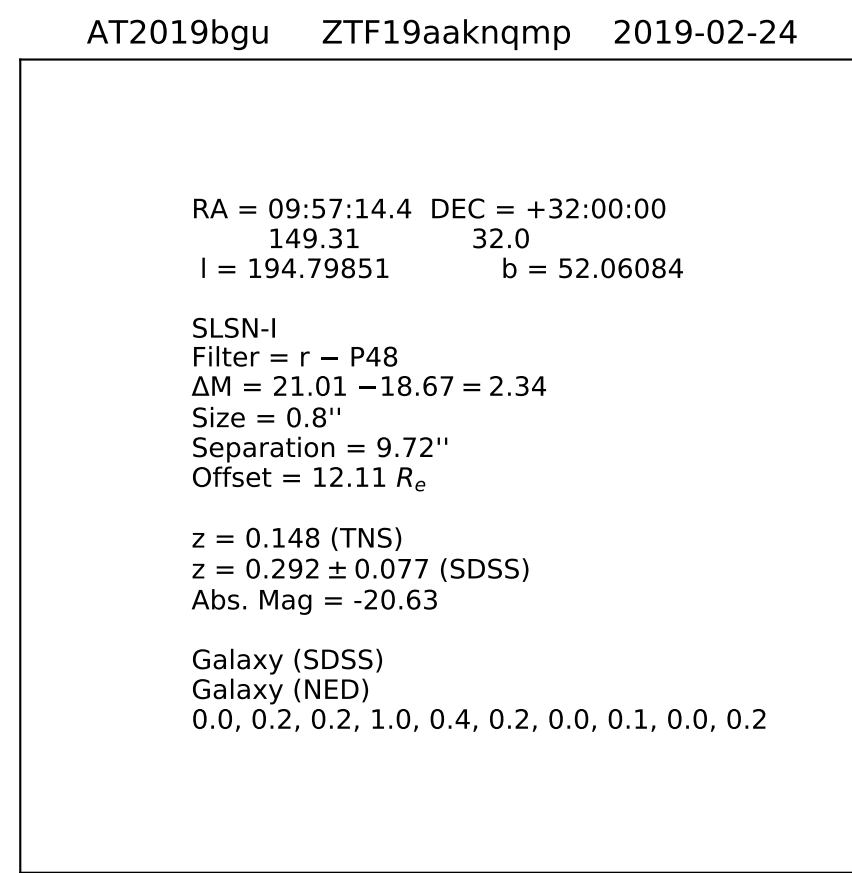 AT2019bgu ZTF19aaknqmp 2019-02-24
RA = 09:57:14.4 DEC = +32:00:00
149.31 32.0
l = 194.79851 b = 52.06084
SLSN-I
Filter = r − P48
ΔM = 21.01 −18.67 = 2.34
Size = 0.8''
Separation = 9.72''
Offset = 12.11 Rₑ
z = 0.148 (TNS)
z = 0.292 ± 0.077 (SDSS)
Abs. Mag = -20.63
Galaxy (SDSS)
Galaxy (NED)
0.0, 0.2, 0.2, 1.0, 0.4, 0.2, 0.0, 0.1, 0.0, 0.2